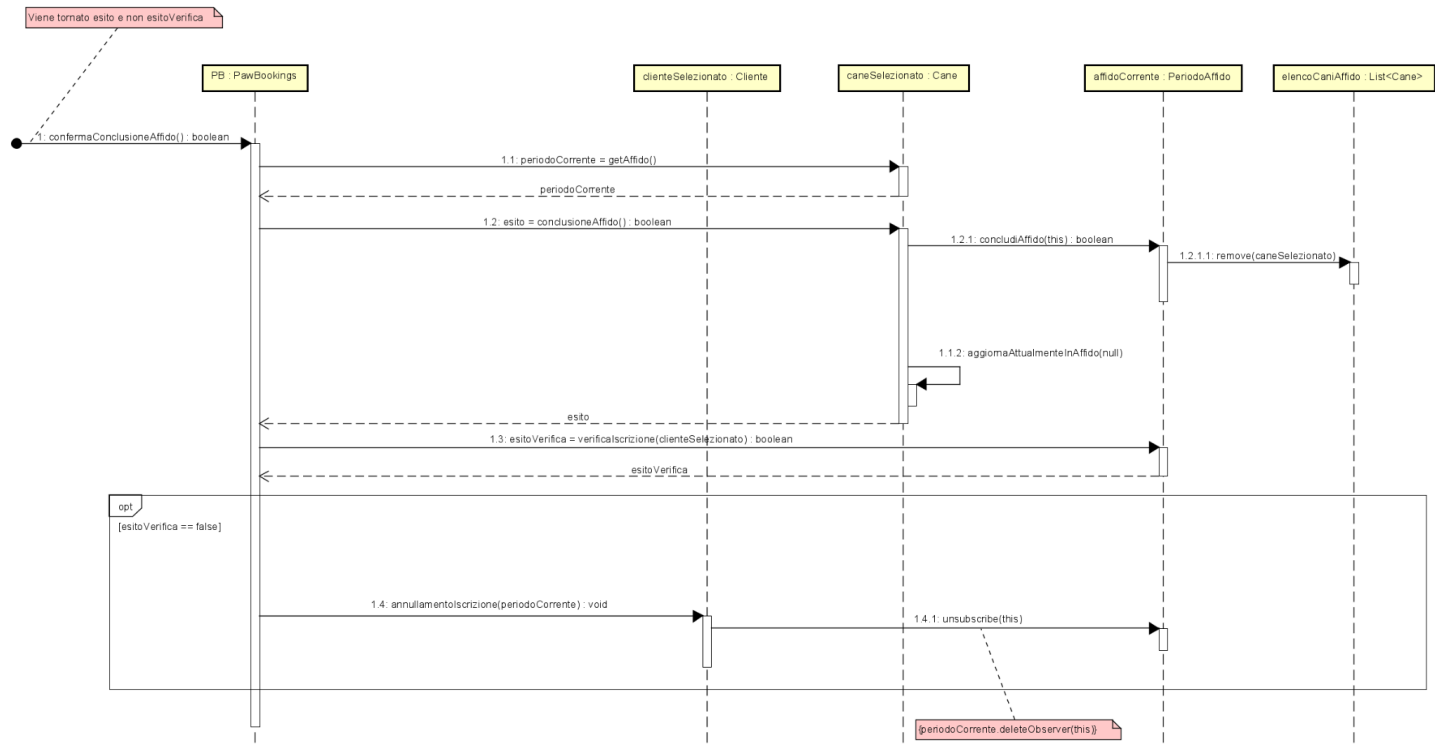 Viene tornato esito e non esitoVerifica
PB : PawBookings
clienteSelezionato : Cliente
caneSelezionato : Cane
affidoCorrente : PeriodoAffido
elencoCaniAffido : List<Cane>
1: confermaConclusioneAffido() : boolean
1.1: periodoCorrente = getAffido()
periodoCorrente
1.2: esito = conclusioneAffido() : boolean
1.2.1: concludiAffido(this) : boolean
1.2.1.1: remove(caneSelezionato)
1.1.2: aggiornaAttualmenteInAffido(null)
esito
1.3: esitoVerifica = verificaIscrizione(clienteSelezionato) : boolean
esitoVerifica
opt
[esitoVerifica == false]
1.4: annullamentoIscrizione(periodoCorrente) : void
1.4.1: unsubscribe(this)
{periodoCorrente.deleteObserver(this)}